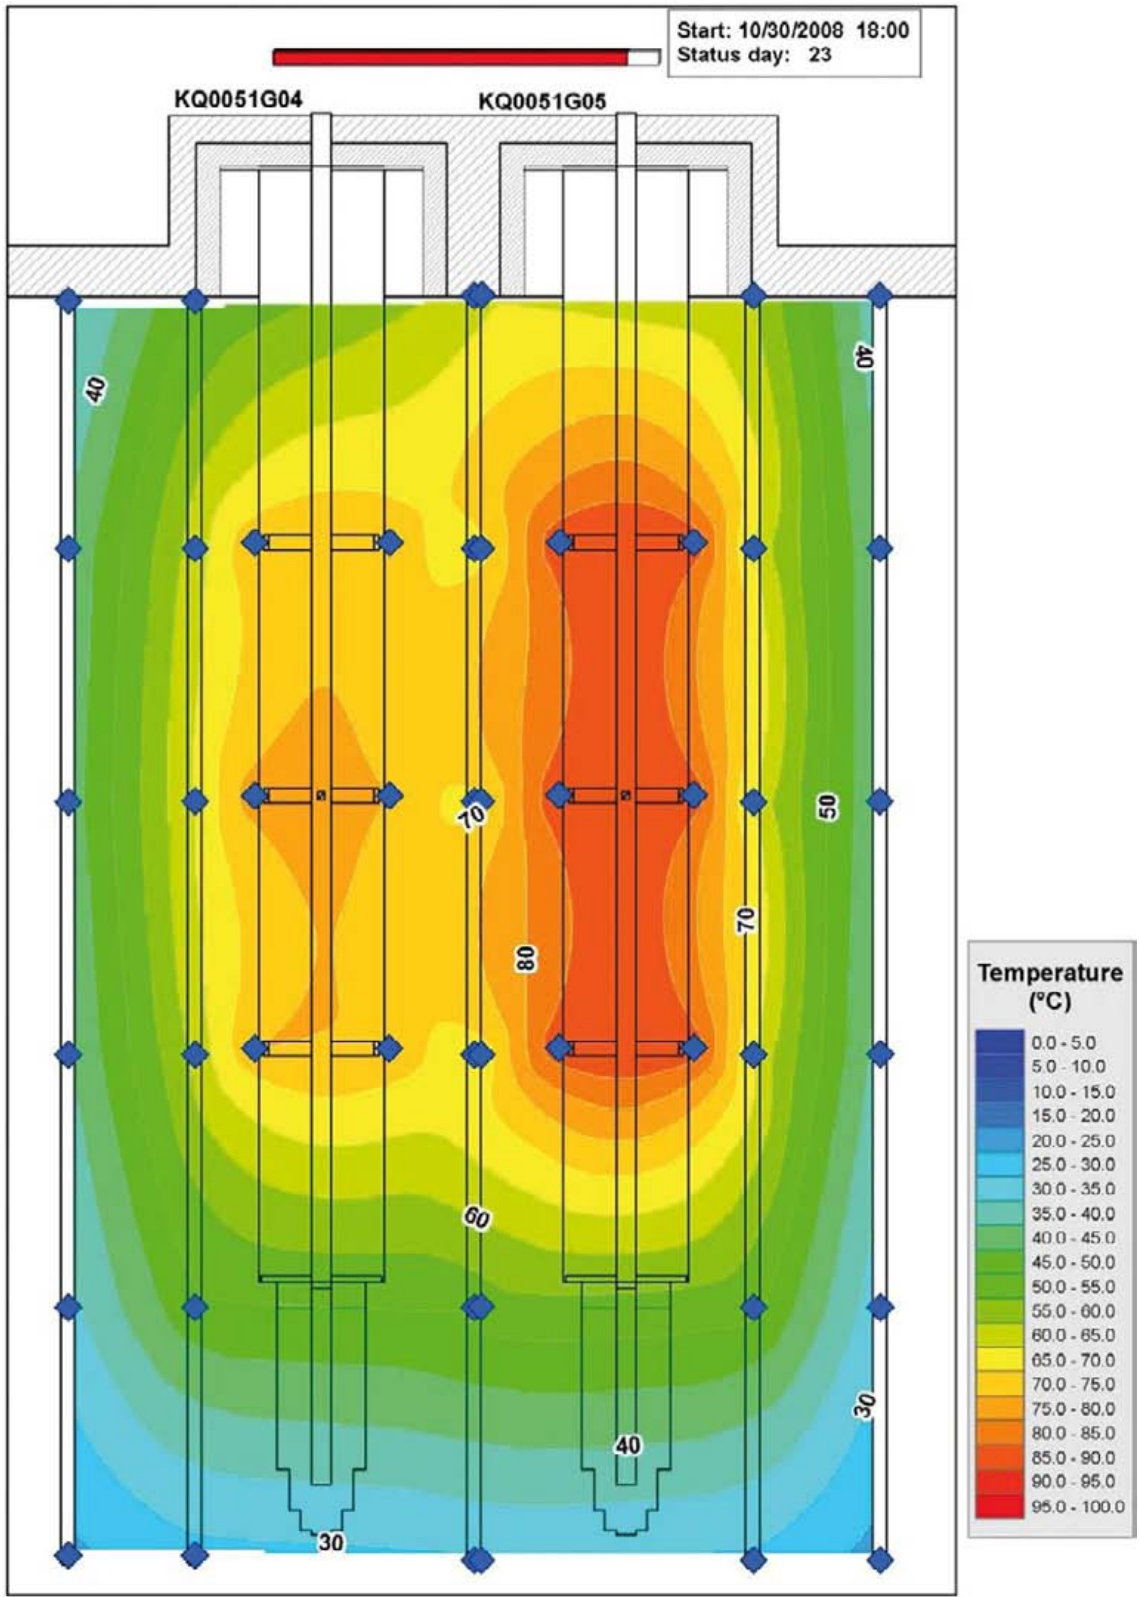 Start: 10/30/2008 18:00
Status day: 23
KQ0051G04
KQ0051G05
40
40
70
50
70
80
60
30
40
30
Temperature
(°C)
0.0 - 5.0
5.0 - 10.0
10.0 - 15.0
15.0 - 20.0
20.0 - 25.0
25.0 - 30.0
30.0 - 35.0
35.0 - 40.0
40.0 - 45.0
45.0 - 50.0
50.0 - 55.0
55.0 - 60.0
60.0 - 65.0
65.0 - 70.0
70.0 - 75.0
75.0 - 80.0
80.0 - 85.0
85.0 - 90.0
90.0 - 95.0
95.0 - 100.0